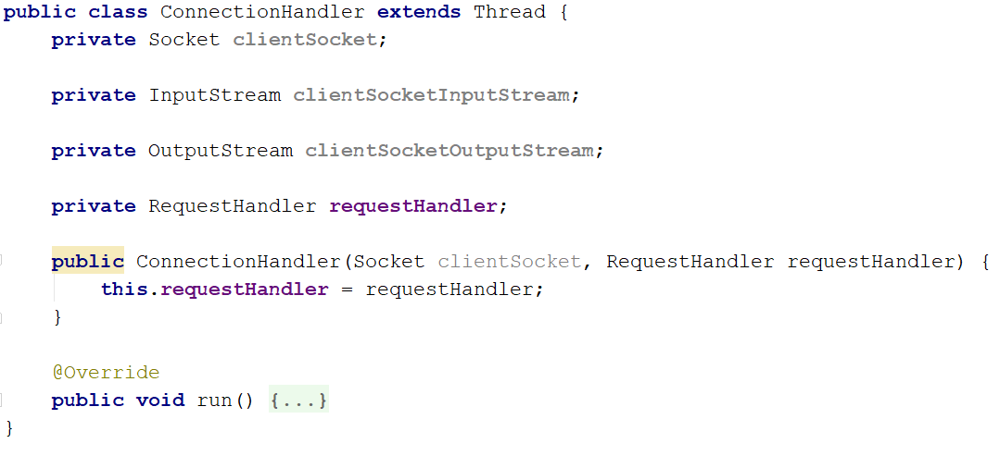 public class ConnectionHandler extends Thread {
    private Socket clientSocket;
    private InputStream clientSocketInputStream;
    private OutputStream clientSocketOutputStream;
    private RequestHandler requestHandler;
    public ConnectionHandler(Socket clientSocket, RequestHandler requestHandler) {
        this.requestHandler = requestHandler;
    }
    @Override
    public void run() {...}
}